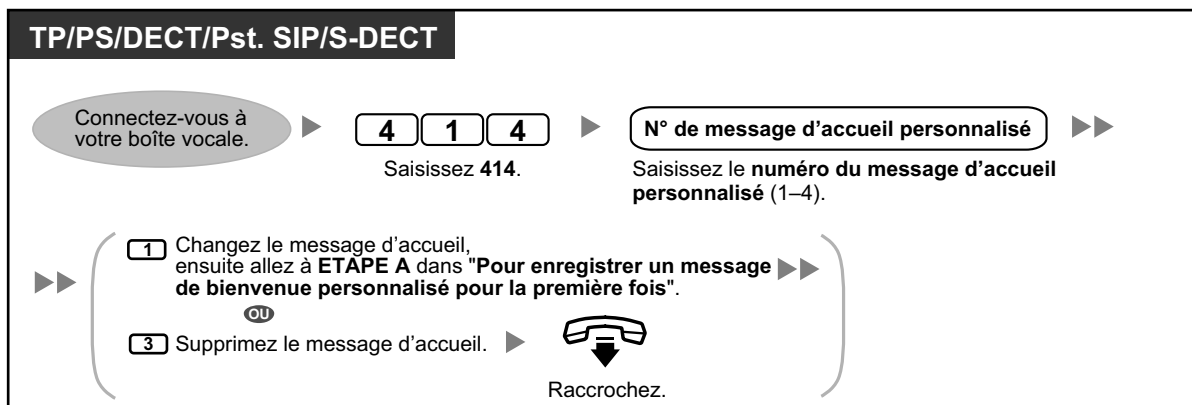 TP/PS/DECT/Pst. SIP/S-DECT
Connectez-vous à
votre boîte vocale.
4 1 4
Saisissez 414.
N° de message d'accueil personnalisé
Saisissez le numéro du message d'accueil
personnalisé (1–4).
1 Changez le message d'accueil,
ensuite allez à ETAPE A dans "Pour enregistrer un message
de bienvenue personnalisé pour la première fois".
OU
3 Supprimez le message d'accueil.
Raccrochez.